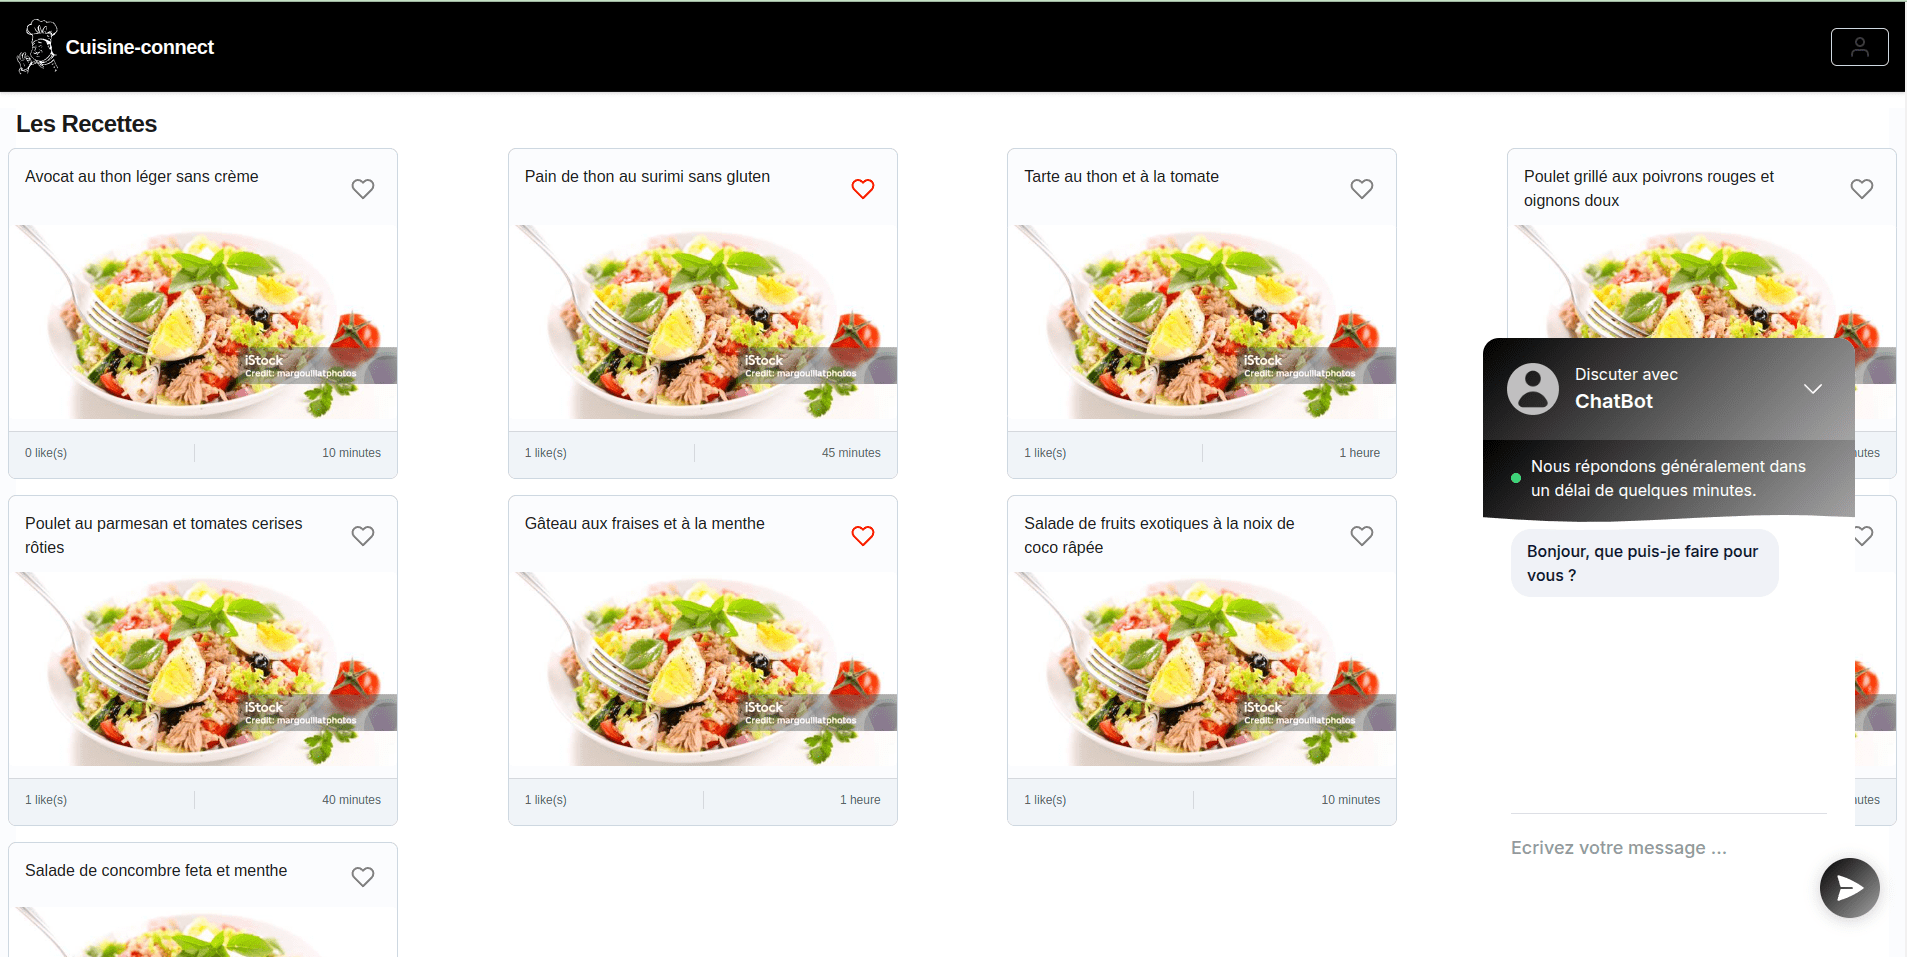 Cuisine-connect
Les Recettes
Avocat au thon léger sans crème
Pain de thon au surimi sans gluten
Tarte au thon et à la tomate
Poulet grillé aux poivrons rouges et
oignons doux
iStock
Credit: margouillatphotos
iStock
Credit: margouillatphotos
iStock
Credit: margouillatphotos
0 like(s)
10 minutes
1 like(s)
45 minutes
1 like(s)
1 heure
Poulet au parmesan et tomates cerises
rôties
Gâteau aux fraises et à la menthe
Salade de fruits exotiques à la noix de
coco râpée
iStock
Credit: margouillatphotos
iStock
Credit: margouillatphotos
iStock
Credit: margouillatphotos
1 like(s)
40 minutes
1 like(s)
1 heure
1 like(s)
10 minutes
Salade de concombre feta et menthe
Discuter avec
ChatBot
Nous répondons généralement dans
un délai de quelques minutes.
Bonjour, que puis-je faire pour
vous ?
Ecrivez votre message ...